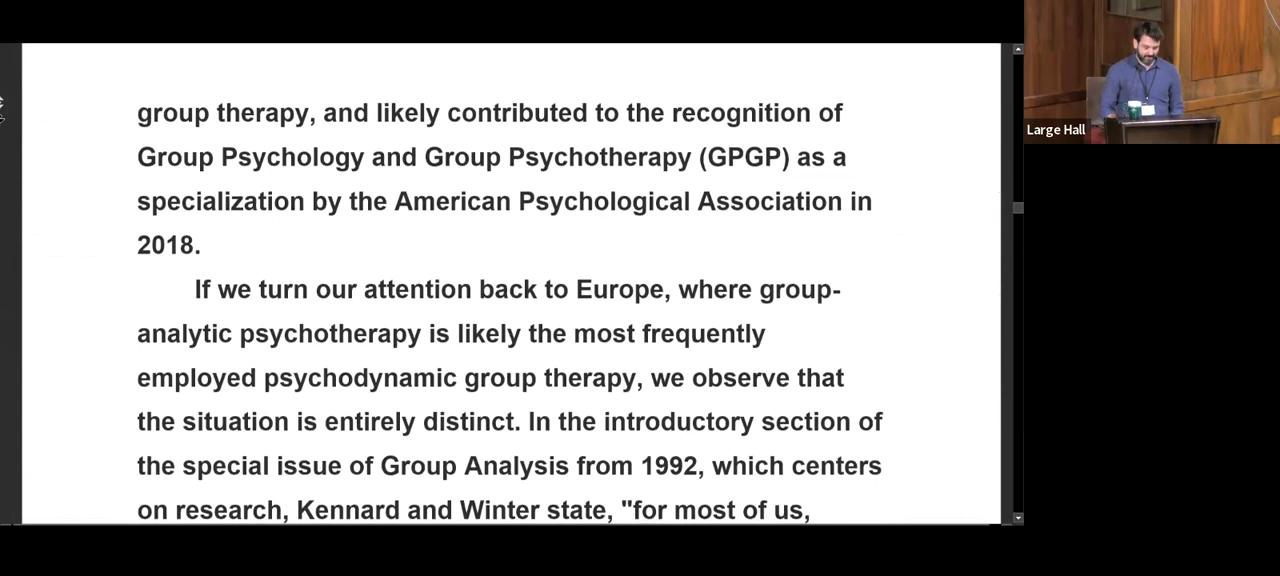 group therapy, and likely contributed to the recognition of
Group Psychology and Group Psychotherapy (GPGP) as a
specialization by the American Psychological Association in
2018.
If we turn our attention back to Europe, where group-
analytic psychotherapy is likely the most frequently
employed psychodynamic group therapy, we observe that
the situation is entirely distinct. In the introductory section of
the special issue of Group Analysis from 1992, which centers
on research, Kennard and Winter state, "for most of us,
Large Hall